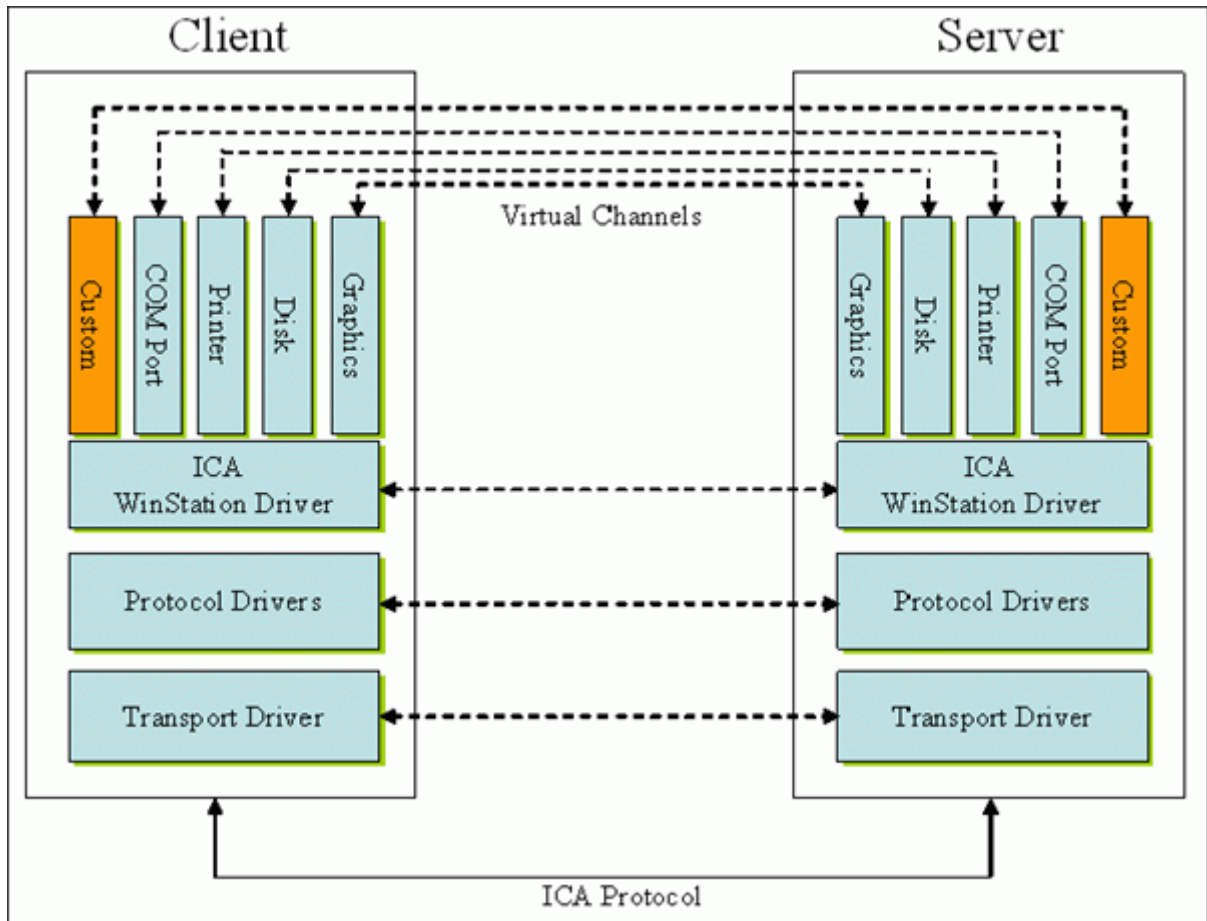 Client
Server
Virtual Channels
Custom
COM Port
Printer
Disk
Graphics
Graphics
Disk
Printer
COM Port
Custom
ICA
WinStation Driver
ICA
WinStation Driver
Protocol Drivers
Protocol Drivers
Transport Driver
Transport Driver
ICA Protocol